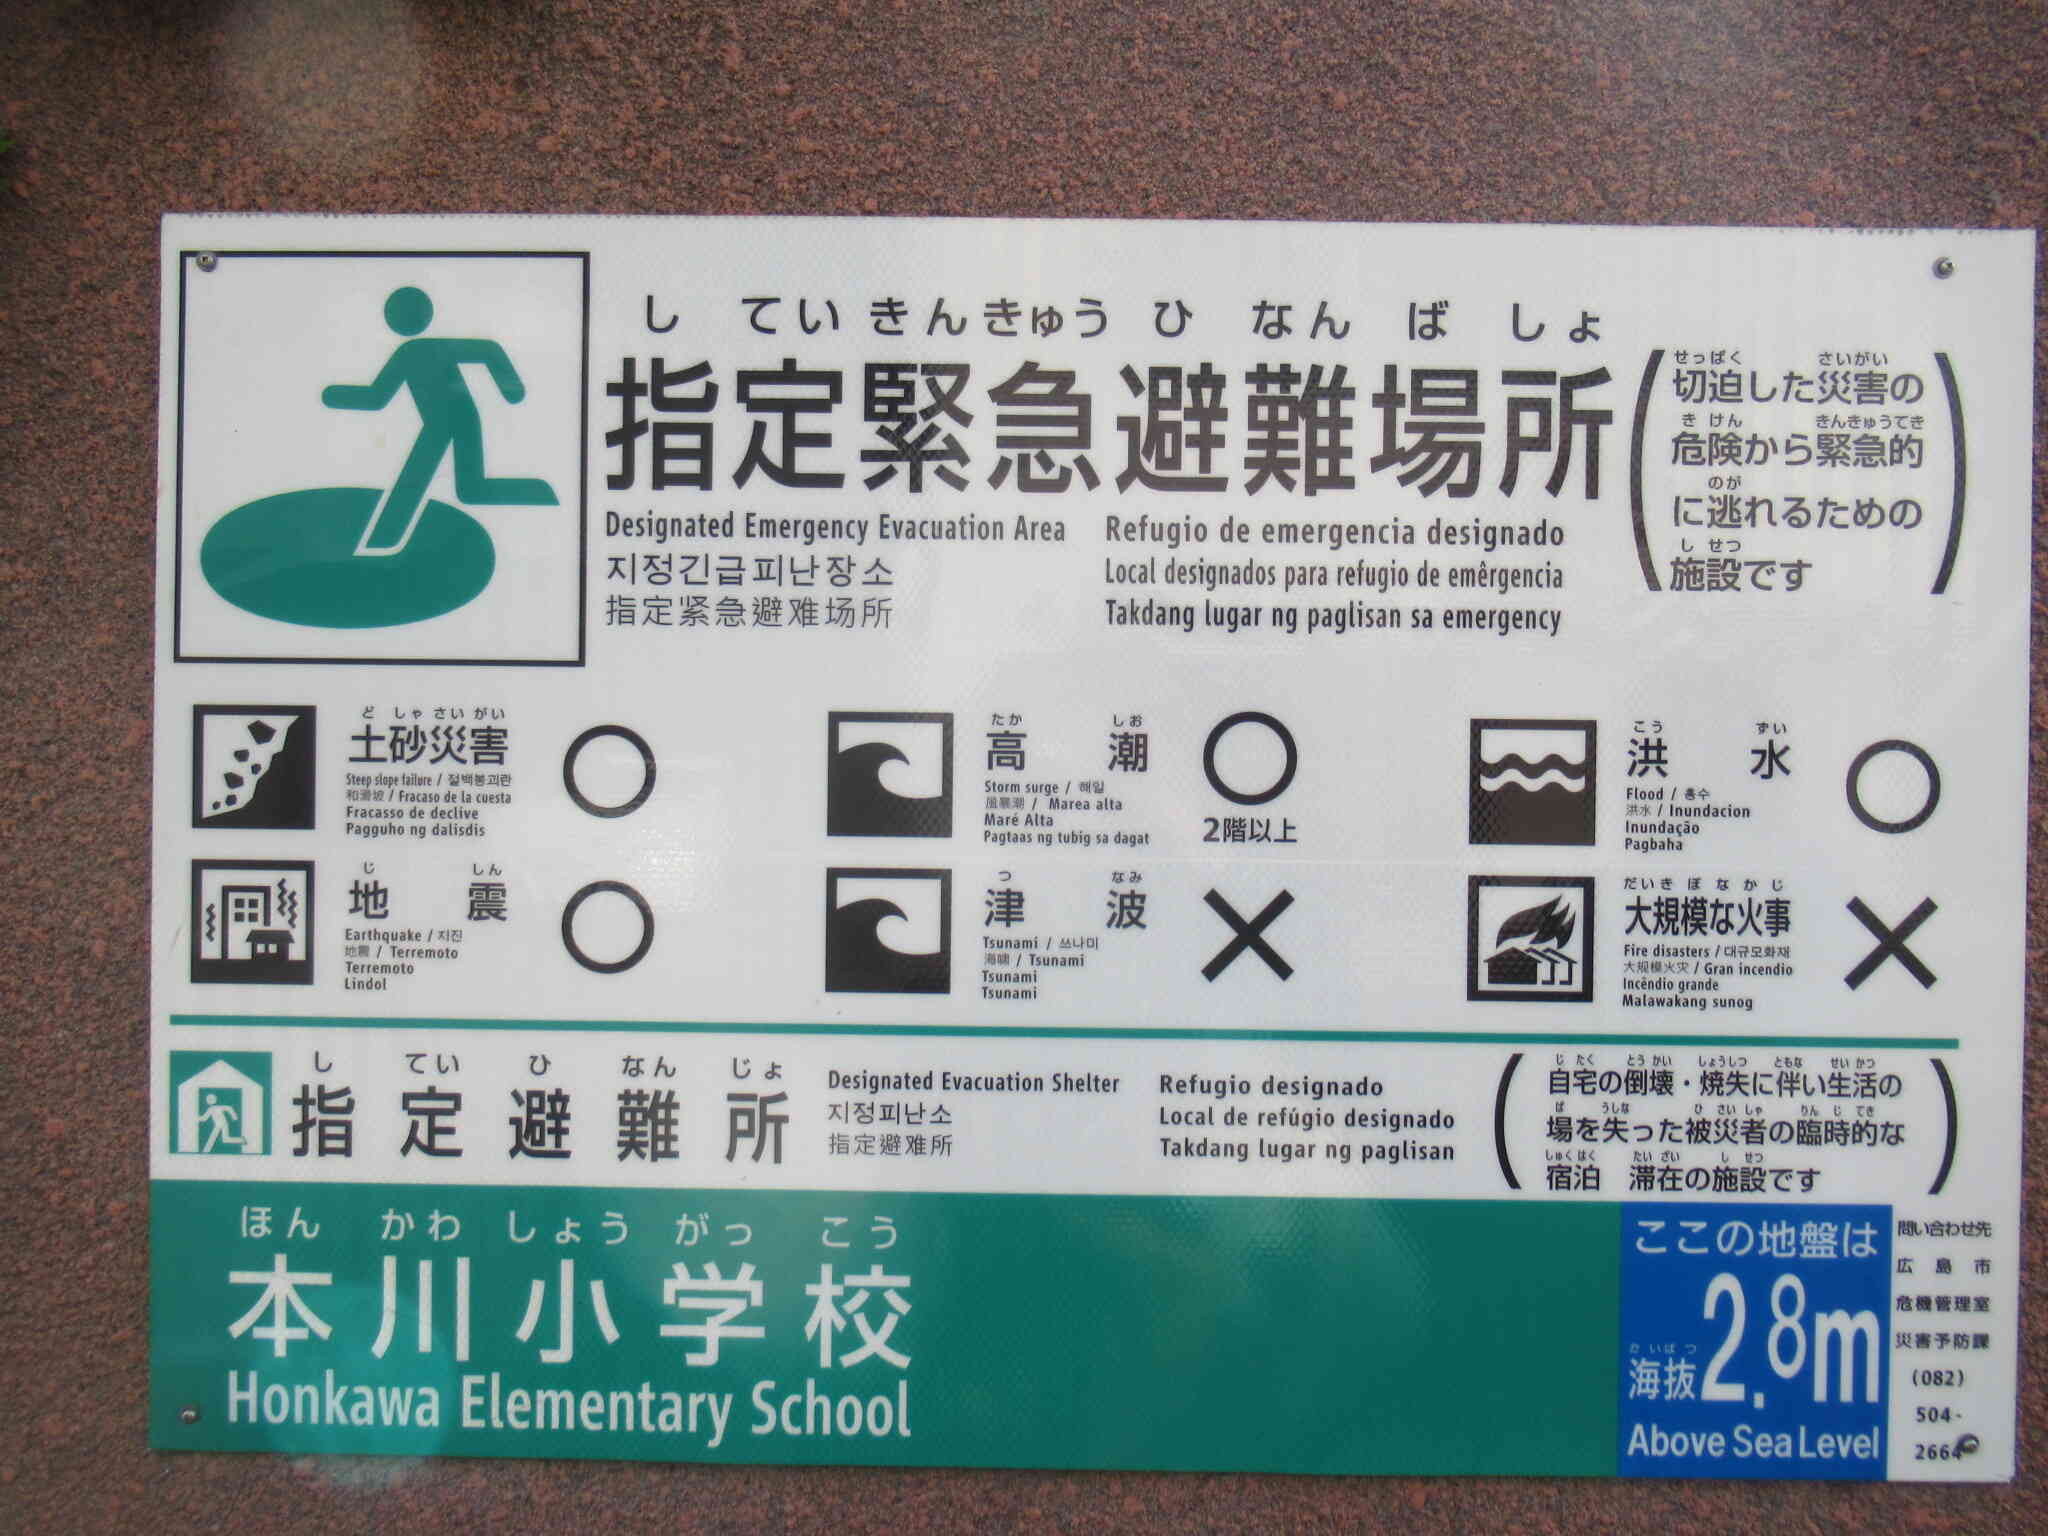 していきんきゅうひなんばしょ
指定緊急避難場所
Designated Emergency Evacuation Area
지정긴급피난장소
指定紧急避难场所
Refugio de emergencia designado
Local designados para refugio de emêrgencia
Takdang lugar ng paglisan sa emergency
せっぱく さいがい
切迫した災害の
きけん きんきゅうてき
危険から緊急的
のが
に逃れるための
しせつ
施設です
どしゃさいがい
土砂災害
Steep slope failure / 절벽붕괴란
和滑坡 / Fracaso de la cuesta
Fracasso de declive
Pagguho ng dalisdis
○
たかしお
高潮
Storm surge / 해일
風暴潮 / Marea alta
Maré Alta
Pagtaas ng tubig sa dagat
○
2階以上
こうずい
洪水
Flood / 홍수
洪水 / Inundacion
Inundação
Pagbaha
○
じしん
地震
Earthquake / 지진
地震 / Terremoto
Terremoto
Lindol
○
つなみ
津波
Tsunami / 쓰나미
海啸 / Tsunami
Tsunami
Tsunami
×
だいきぼなかじ
大規模な火事
Fire disasters / 대규모화재
大规模火灾 / Gran incendio
Incêndio grande
Malawakang sunog
×
していひなんじょ
指定避難所
Designated Evacuation Shelter
지정피난소
指定避难所
Refugio designado
Local de refúgio designado
Takdang lugar ng paglisan
じたく とうかい しょうしつ ともな せいかつ
自宅の倒壊・焼失に伴い生活の
ば うしな ひさいしゃ りんじてき
場を失った被災者の臨時的な
しゅくはく たいざい しせつ
宿泊 滞在の施設です
ほんかわしょうがっこう
本川小学校
Honkawa Elementary School
ここの地盤は
かいばつ
海抜2.8m
Above Sea Level
問い合わせ先
広島市
危機管理室
災害予防課
(082)
504-
2664